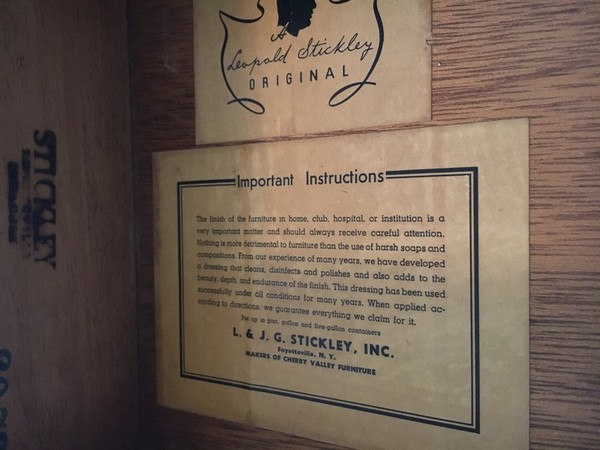 A
Leopold Stickley
ORIGINAL
Important Instructions
The finish of the furniture in home, club, hospital, or institution is a
very important matter and should always receive careful attention.
Nothing is more detrimental to furniture than the use of harsh soaps and
compositions. From our experience of many years, we have developed
a dressing that cleans, disinfects and polishes and also adds to the
beauty, depth, and endurance of the finish. This dressing has been used
successfully under all conditions for many years. When applied ac-
cording to directions, we guarantee everything we claim for it.
Put up in pint, gallon and five-gallon containers
L. & J. G. STICKLEY, INC.
Fayetteville, N. Y.
MAKERS OF CHERRY VALLEY FURNITURE
STICKLEY